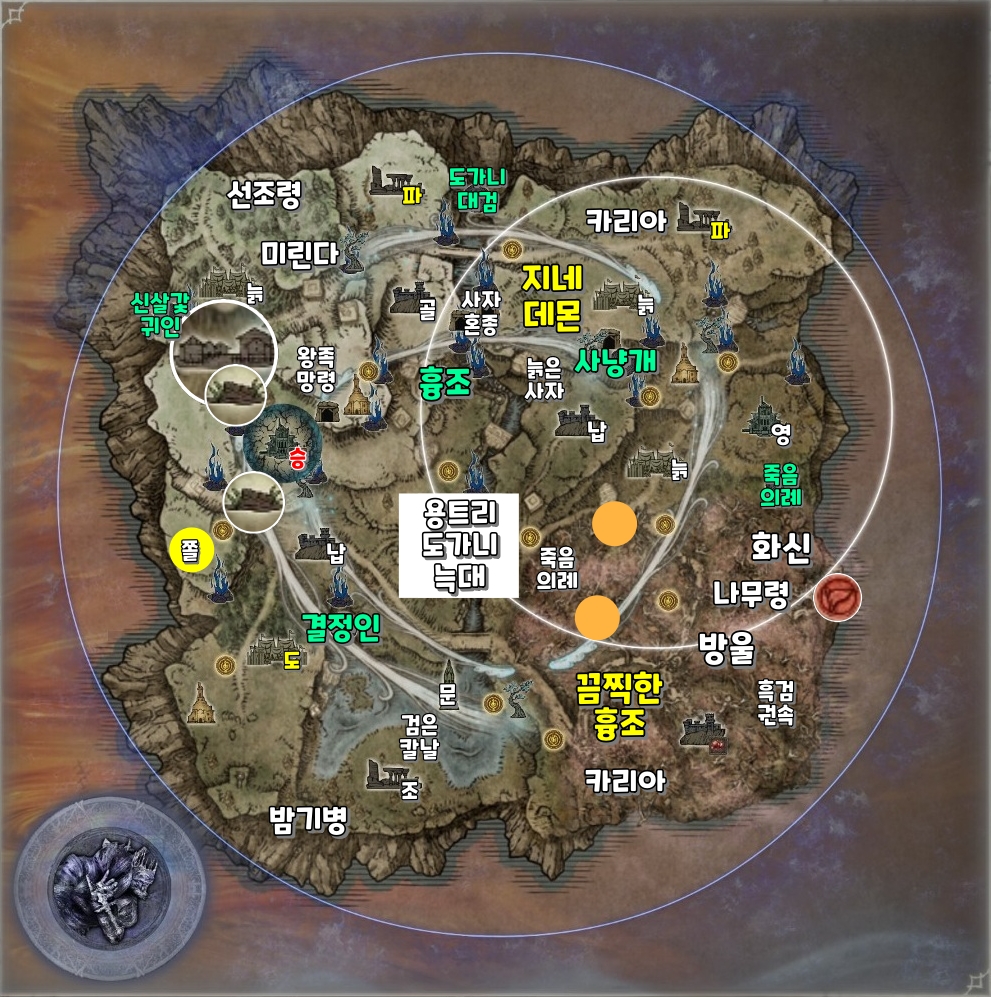 선조령
파
도가니
대검
카리아
파
미린다
늙
신살갗
귀인
골
사자
혼종
지네
데몬
늙
왕족
망령
흉조
늙은
사자
사냥개
납
영
승
늙
죽음
의례
용트리
도가니
늑대
쫄
납
죽음
의례
화신
나무령
결정인
도
방울
문
끔찍한
흉조
흑검
권속
검은
칼날
조
카리아
밤기병